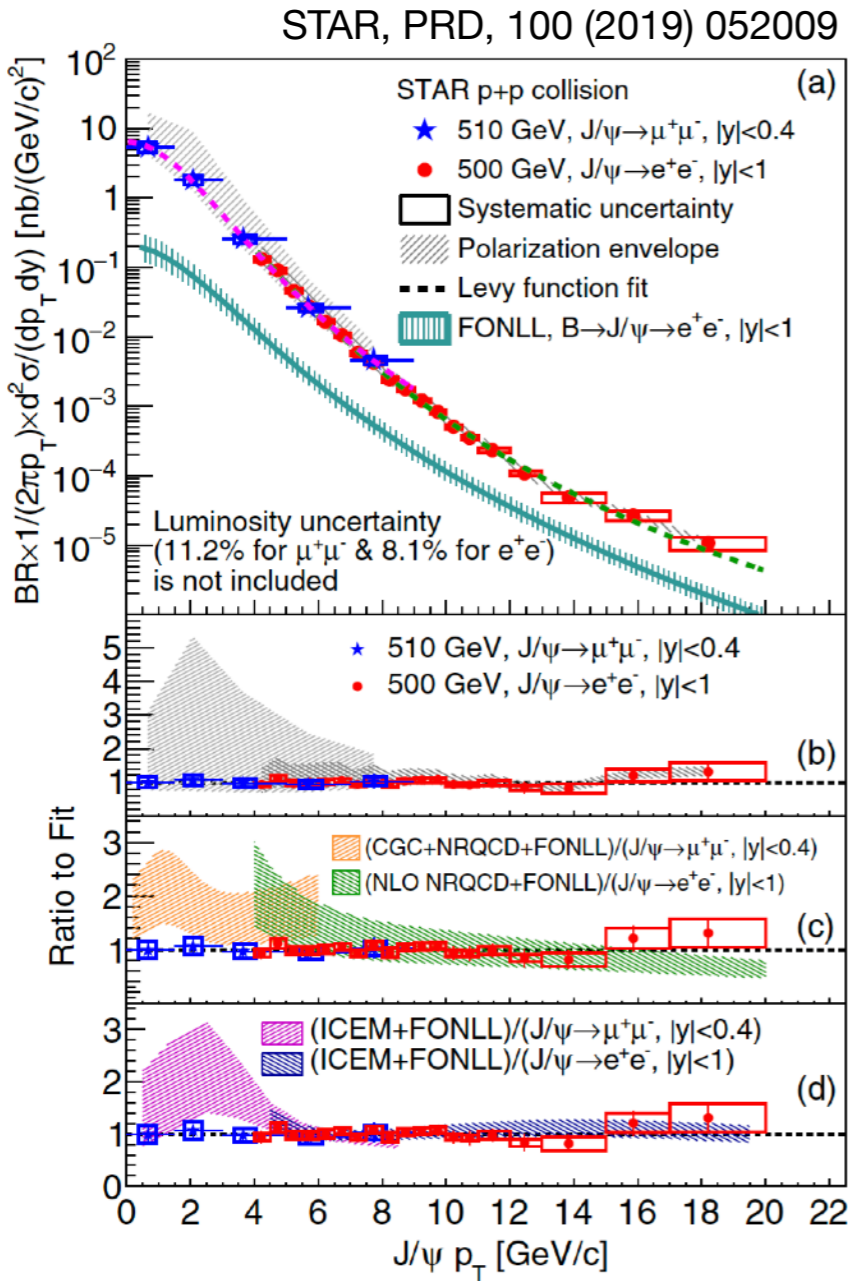 STAR, PRD, 100 (2019) 052009
(a)
STAR p+p collision
510 GeV, J/ψ→μ⁺μ⁻, |y|<0.4
500 GeV, J/ψ→e⁺e⁻, |y|<1
Systematic uncertainty
Polarization envelope
Levy function fit
FONLL, B→J/ψ→e⁺e⁻, |y|<1
BR×1/(2πp_T)×d²σ/(dp_Tdy) [nb/(GeV/c)²]
10²
10
1
10⁻¹
10⁻²
10⁻³
10⁻⁴
10⁻⁵
Luminosity uncertainty
(11.2% for μ⁺μ⁻ & 8.1% for e⁺e⁻)
is not included
510 GeV, J/ψ→μ⁺μ⁻, |y|<0.4
500 GeV, J/ψ→e⁺e⁻, |y|<1
(b)
5
4
3
2
1
Ratio to Fit
(CGC+NRQCD+FONLL)/(J/ψ→μ⁺μ⁻, |y|<0.4)
(NLO NRQCD+FONLL)/(J/ψ→e⁺e⁻, |y|<1)
(c)
3
2
1
(ICEM+FONLL)/(J/ψ→μ⁺μ⁻, |y|<0.4)
(ICEM+FONLL)/(J/ψ→e⁺e⁻, |y|<1)
(d)
3
2
1
0
0 2 4 6 8 10 12 14 16 18 20 22
J/ψ p_T [GeV/c]